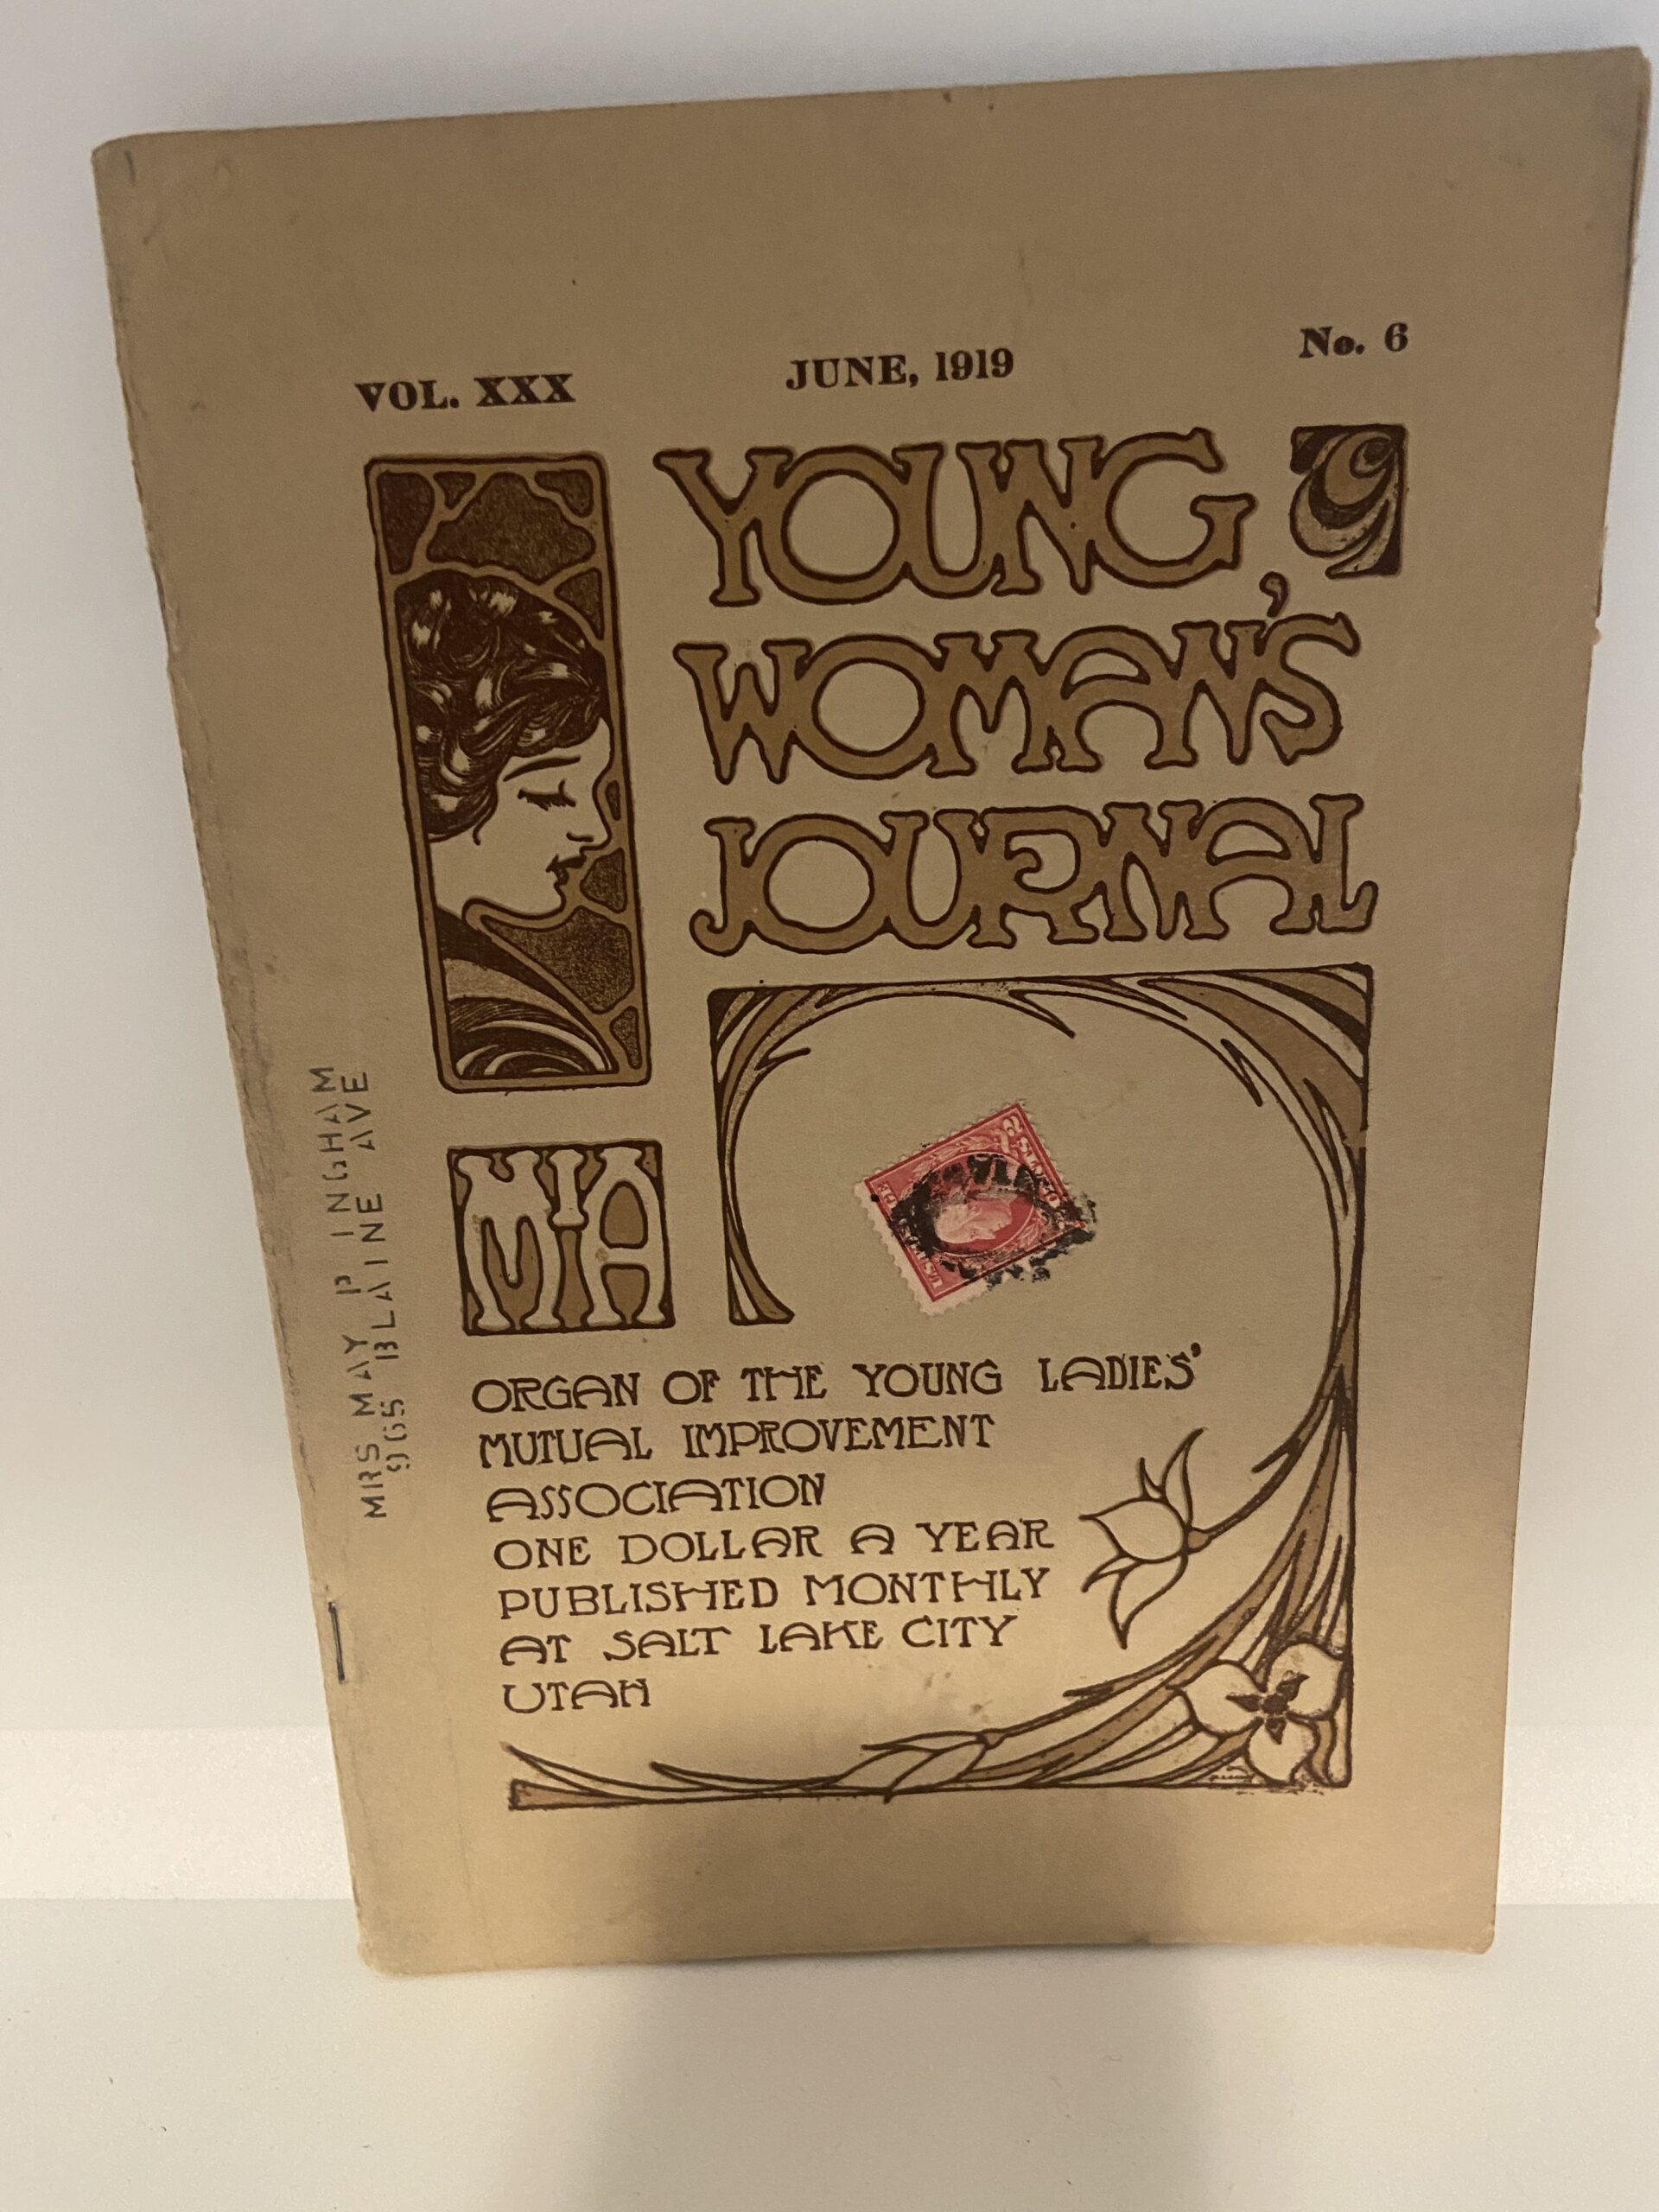 VOL. XXX JUNE, 1919 No. 6
YOUNG
WOMAN'S
JOURNAL
MIA
ORGAN OF THE YOUNG LADIES'
MUTUAL IMPROVEMENT
ASSOCIATION
ONE DOLLAR A YEAR
PUBLISHED MONTHLY
AT SALT LAKE CITY
UTAH
MRS MAY P INGHAM
965 BLAINE AVE